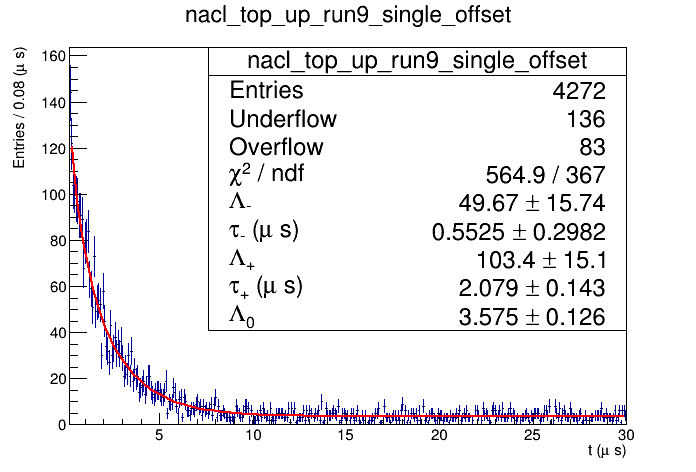 nacl_top_up_run9_single_offset
Entries / 0.08 (μ s)
160
140
120
100
80
60
40
20
0
nacl_top_up_run9_single_offset
Entries 4272
Underflow 136
Overflow 83
χ² / ndf 564.9 / 367
Λ₋ 49.67 ± 15.74
τ₋ (μ s) 0.5525 ± 0.2982
Λ₊ 103.4 ± 15.1
τ₊ (μ s) 2.079 ± 0.143
Λ₀ 3.575 ± 0.126
5 10 15 20 25 30
t (μ s)